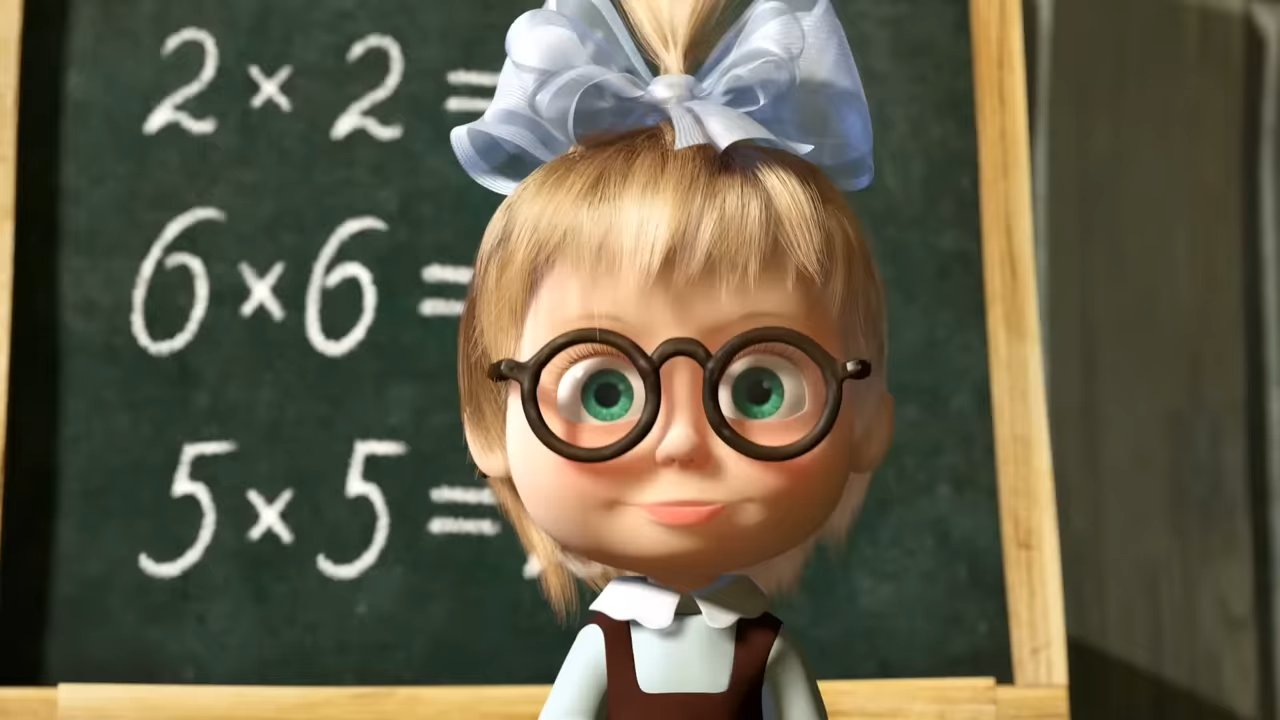 2 × 2 =
6 × 6 =
5 × 5 =